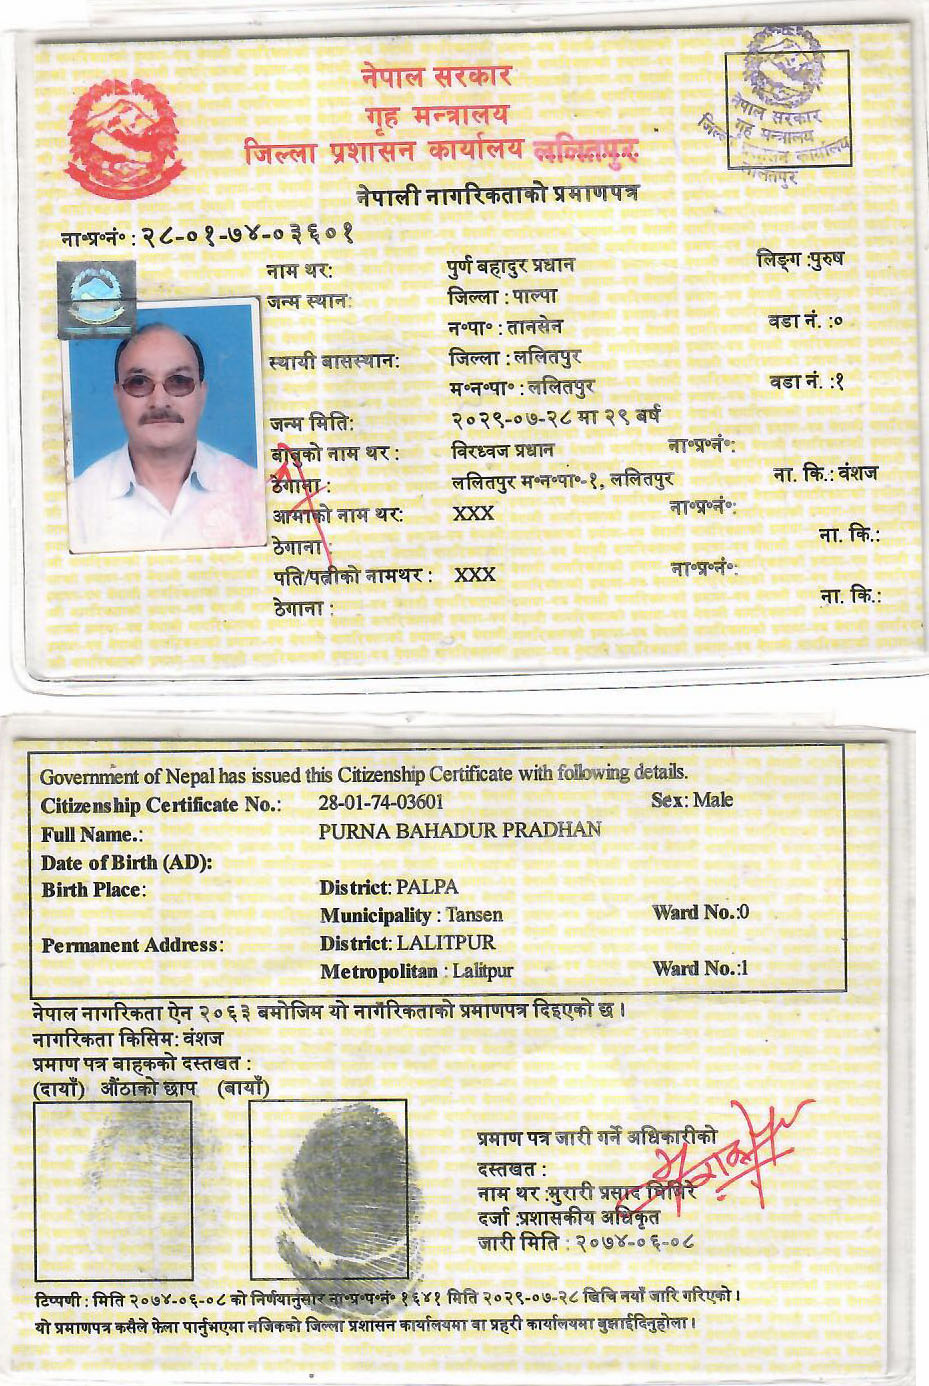 नेपाल सरकार
गृह मन्त्रालय
जिल्ला प्रशासन कार्यालय ललितपुर
नेपाली नागरिकताको प्रमाणपत्र
नेपाल सरकार
गृह मन्त्रालय
जिल्ला प्रशासन कार्यालय
ललितपुर
ना॰प्र॰नं॰ : २८-०१-७४-०३६०१
नाम थर: पुर्ण बहादुर प्रधान लिङ्ग :पुरुष
जन्म स्थान: जिल्ला : पाल्पा
न॰पा॰ : तानसेन वडा नं. :०
स्थायी बासस्थान: जिल्ला : ललितपुर
म॰न॰पा॰ : ललितपुर वडा नं. :१
जन्म मिति: २०२९-०७-२८ मा २९ बर्ष
बाबुको नाम थर : विरध्वज प्रधान ना॰प्र॰नं॰:
ठेगाना : ललितपुर म॰न॰पा॰-१, ललितपुर ना. कि.: वंशज
आमाको नाम थर: XXX ना॰प्र॰नं॰:
ठेगाना : ना. कि.:
पति/पत्नीको नामथर : XXX ना॰प्र॰नं॰:
ठेगाना : ना. कि.:
Government of Nepal has issued this Citizenship Certificate with following details.
Citizenship Certificate No.: 28-01-74-03601 Sex: Male
Full Name.: PURNA BAHADUR PRADHAN
Date of Birth (AD):
Birth Place: District: PALPA
Municipality : Tansen Ward No.:0
Permanent Address: District: LALITPUR
Metropolitan : Lalitpur Ward No.:1
नेपाल नागरिकता ऐन २०६३ बमोजिम यो नागरिकताको प्रमाणपत्र दिइएको छ।
नागरिकता किसिम: वंशज
प्रमाण पत्र बाहकको दस्तखत :
(दायाँ) औंठाको छाप (बायाँ)
प्रमाण पत्र जारी गर्ने अधिकारीको
दस्तखत :
नाम थर :मुरारी प्रसाद घिमिरे
दर्जा :प्रशासकीय अधिकृत
जारी मिति : २०७४-०६-०८
टिप्पणी : मिति २०७४-०६-०८ को निर्णयानुसार ना॰प्र॰प॰नं॰ १६४१ मिति २०२९-०७-२८ खिचि नयाँ जारि गरिएको।
यो प्रमाणपत्र कसैले फेला पार्नुभएमा नजिकको जिल्ला प्रशासन कार्यालयमा वा प्रहरी कार्यालयमा बुझाईदिनुहोला।